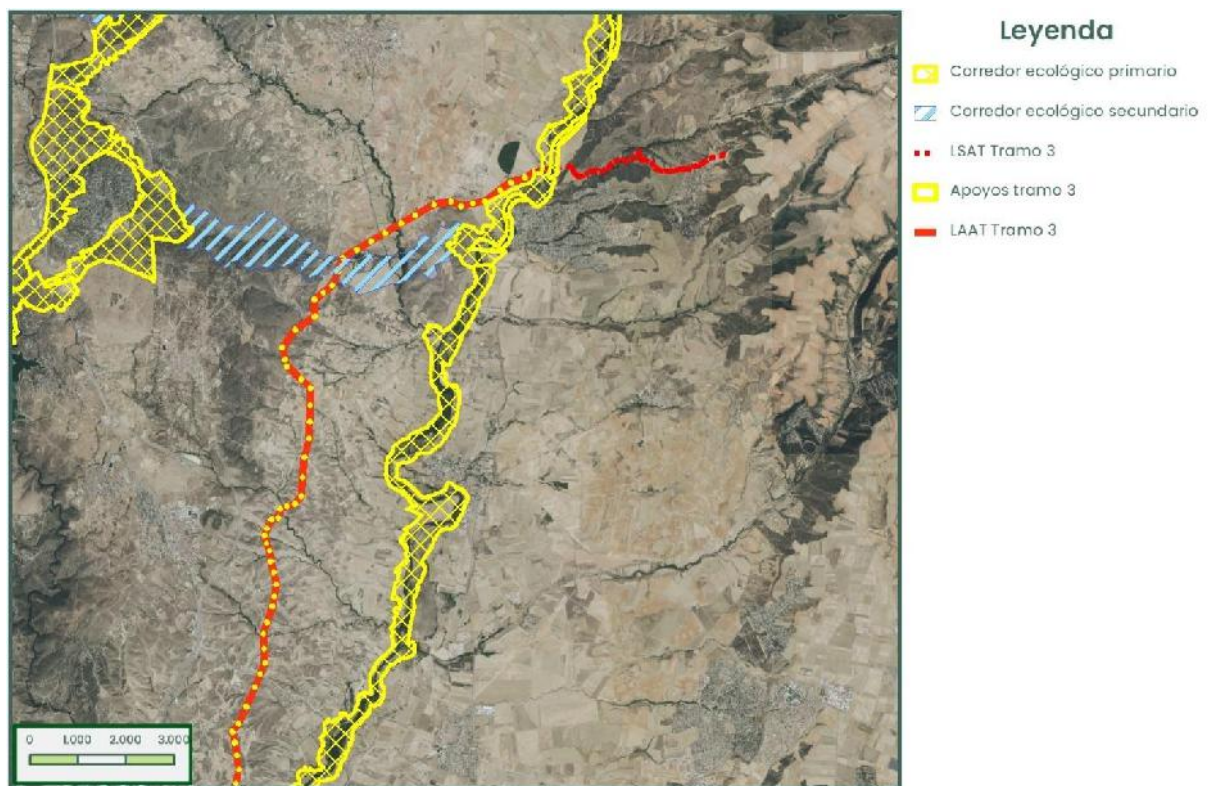 Leyenda
Corredor ecológico primario
Corredor ecológico secundario
LSAT Tramo 3
Apoyos tramo 3
LAAT Tramo 3
0 1.000 2.000 3.000